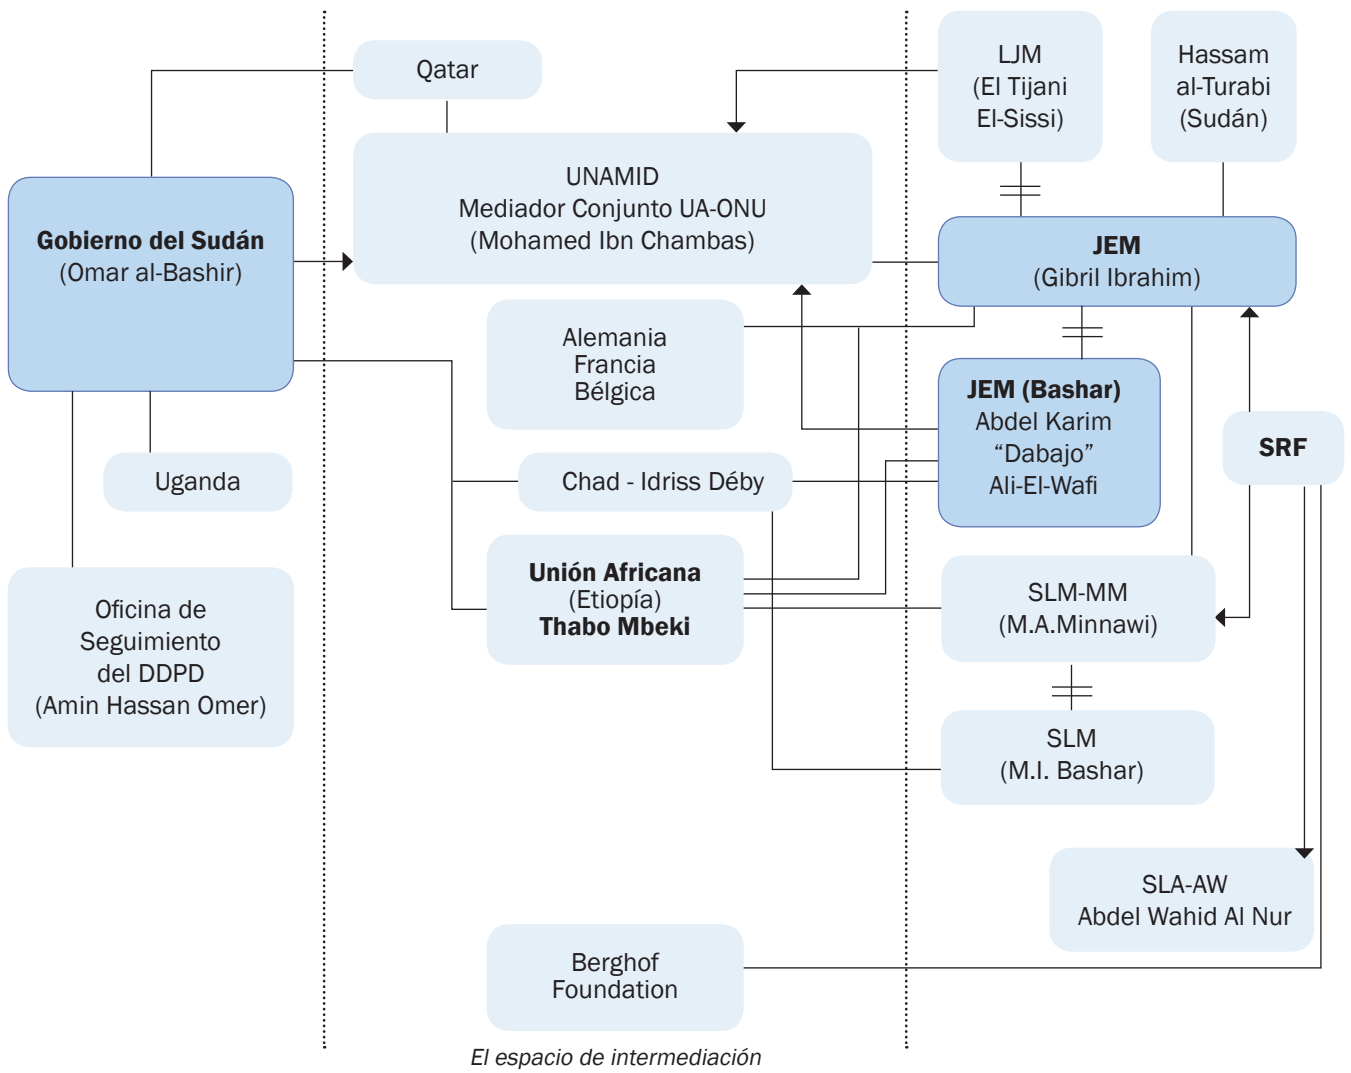 Qatar
LJM
(El Tijani
El-Sissi)
Hassam
al-Turabi
(Sudán)
UNAMID
Mediador Conjunto UA-ONU
(Mohamed Ibn Chambas)
Gobierno del Sudán
(Omar al-Bashir)
JEM
(Gibril Ibrahim)
Alemania
Francia
Bélgica
JEM (Bashar)
Abdel Karim
“Dabajo”
Ali-El-Wafi
SRF
Uganda
Chad - Idriss Déby
Unión Africana
(Etiopía)
Thabo Mbeki
SLM-MM
(M.A.Minnawi)
Oficina de
Seguimiento
del DDPD
(Amin Hassan Omer)
SLM
(M.I. Bashar)
SLA-AW
Abdel Wahid Al Nur
Berghof
Foundation
El espacio de intermediación